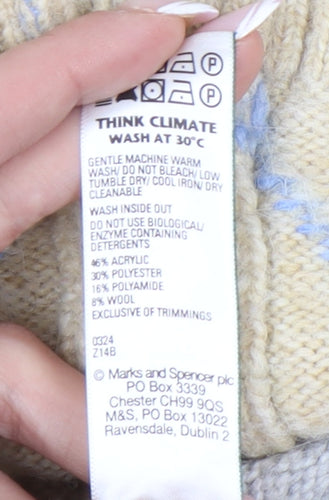 P
P
THINK CLIMATE
WASH AT 30°C
GENTLE MACHINE WARM
WASH/ DO NOT BLEACH/ LOW
TUMBLE DRY/ COOL IRON/ DRY
CLEANABLE
WASH INSIDE OUT
DO NOT USE BIOLOGICAL/
ENZYME CONTAINING
DETERGENTS
46% ACRYLIC
30% POLYESTER
16% POLYAMIDE
8% WOOL
EXCLUSIVE OF TRIMMINGS
0324
Z14B
© Marks and Spencer plc
PO Box 3339
Chester CH99 9QS
M&S, PO Box 13022
Ravensdale, Dublin 2